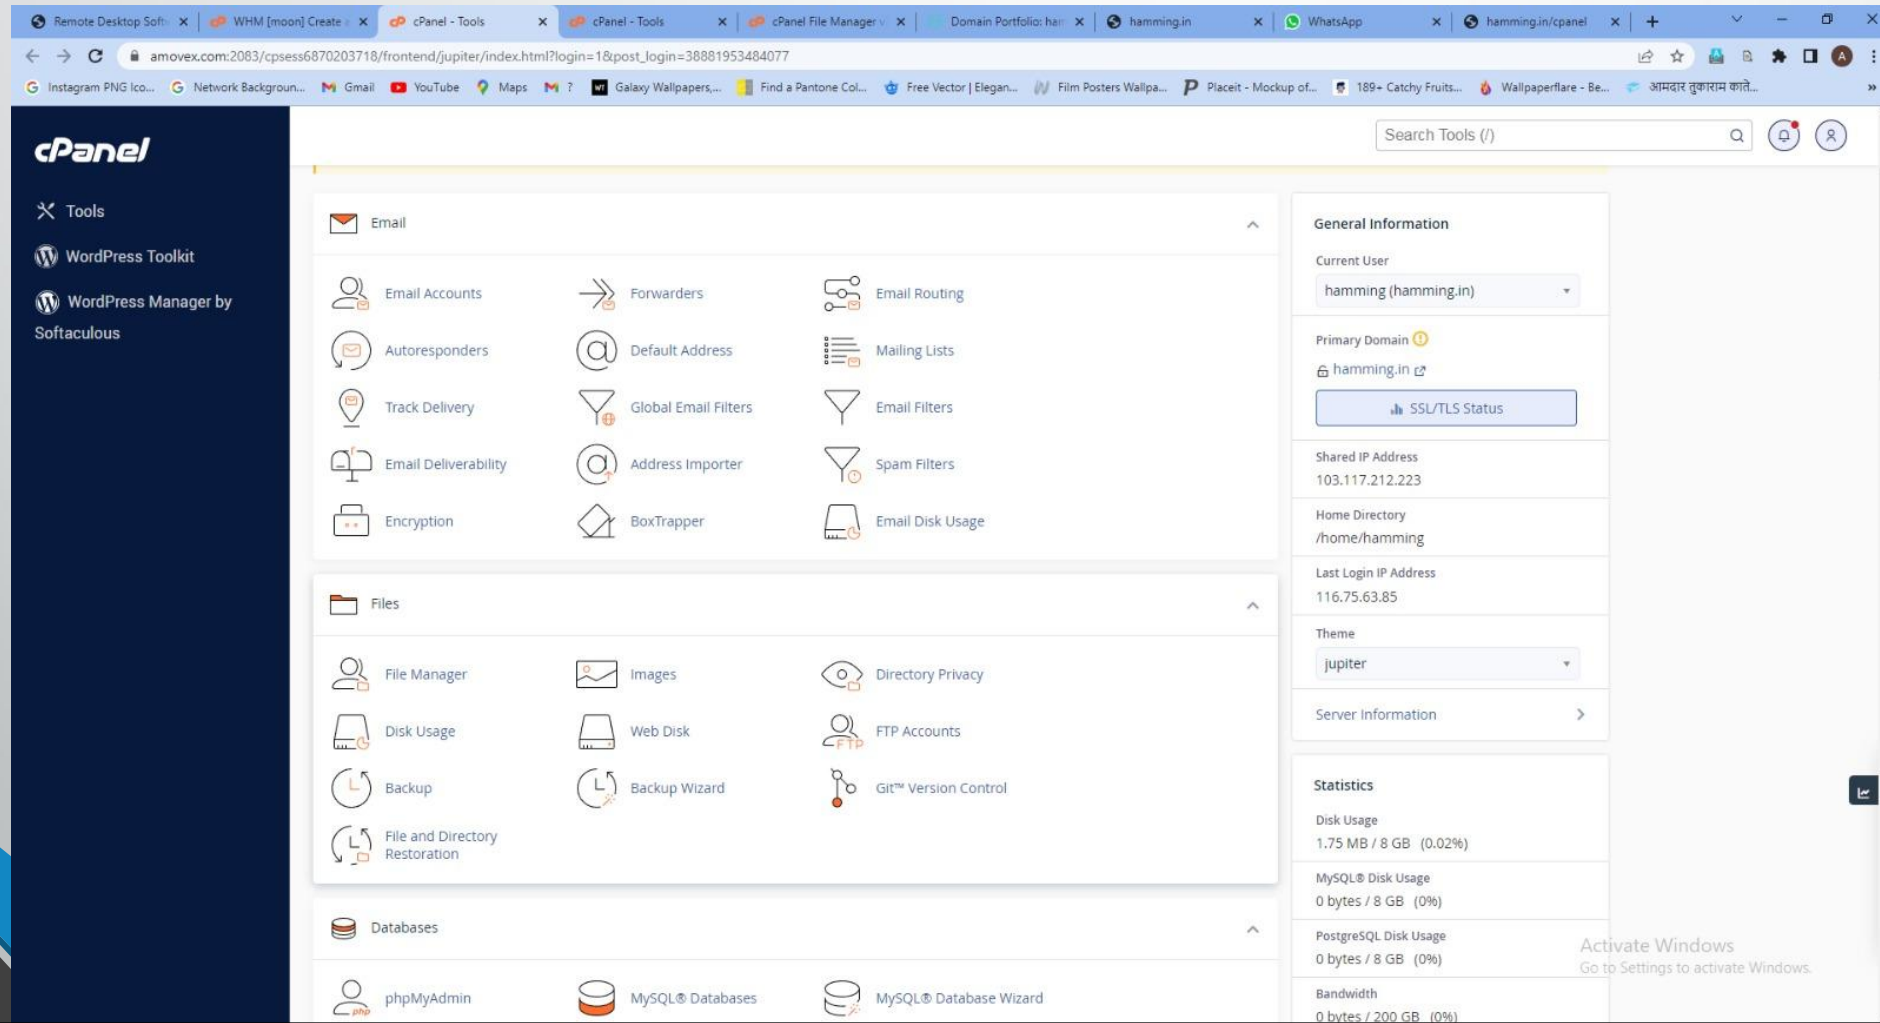 Remote Desktop Soft
WHM [moon] Create a
cPanel - Tools
cPanel - Tools
cPanel File Manager v
Domain Portfolio: ham
hamming.in
WhatsApp
hamming.in/cpanel
amovex.com:2083/cpsess6870203718/frontend/jupiter/index.html?login=1&post_login=38881953484077
A
Instagram PNG Ico...
Network Backgroun...
Gmail
YouTube
Maps
?
Galaxy Wallpapers,...
Find a Pantone Col...
Free Vector | Elegan...
Film Posters Wallpa...
Placeit - Mockup of...
189+ Catchy Fruits...
Wallpaperflare - Be...
आमदार तुकाराम काते...
cPanel
Search Tools (/)
Tools
WordPress Toolkit
WordPress Manager by
Softaculous
Email
Email Accounts
Forwarders
Email Routing
Autoresponders
Default Address
Mailing Lists
Track Delivery
Global Email Filters
Email Filters
Email Deliverability
Address Importer
Spam Filters
Encryption
BoxTrapper
Email Disk Usage
Files
File Manager
Images
Directory Privacy
Disk Usage
Web Disk
FTP Accounts
Backup
Backup Wizard
Git™ Version Control
File and Directory
Restoration
Databases
phpMyAdmin
MySQL® Databases
MySQL® Database Wizard
General Information
Current User
hamming (hamming.in)
Primary Domain
hamming.in
SSL/TLS Status
Shared IP Address
103.117.212.223
Home Directory
/home/hamming
Last Login IP Address
116.75.63.85
Theme
jupiter
Server Information
Statistics
Disk Usage
1.75 MB / 8 GB (0.02%)
MySQL® Disk Usage
0 bytes / 8 GB (0%)
PostgreSQL Disk Usage
0 bytes / 8 GB (0%)
Bandwidth
0 bytes / 200 GB (0%)
Activate Windows
Go to Settings to activate Windows.